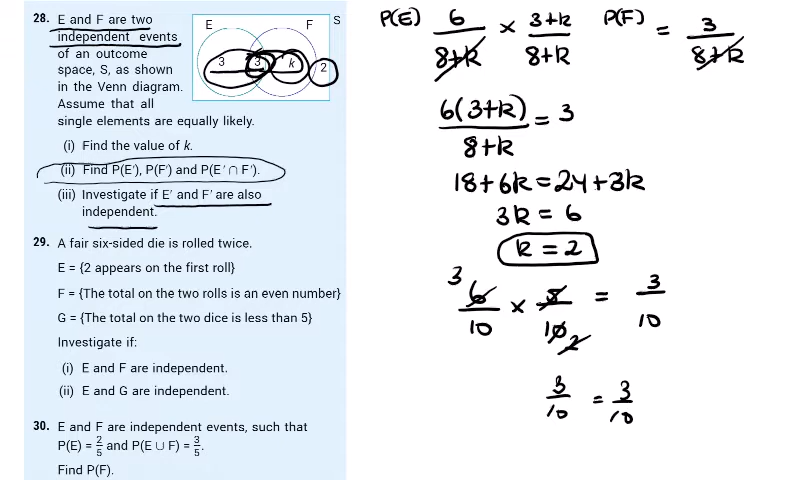 28. E and F are two
independent events
of an outcome
space, S, as shown
in the Venn diagram.
Assume that all
single elements are equally likely.
E F S
3 3 k 2
(i) Find the value of k.
(ii) Find P(E′), P(F′) and P(E′ ∩ F′).
(iii) Investigate if E′ and F′ are also
independent.
29. A fair six-sided die is rolled twice.
E = {2 appears on the first roll}
F = {The total on the two rolls is an even number}
G = {The total on the two dice is less than 5}
Investigate if:
(i) E and F are independent.
(ii) E and G are independent.
30. E and F are independent events, such that
P(E) = 2/5 and P(E ∪ F) = 3/5.
Find P(F).
P(E) 6/8+k × 3+k/8+k P(F) = 3/8+k
6(3+k)/8+k = 3
18+6k=24+3k
3k = 6
k = 2
3
6/10 × 5/10 = 3/10
2
3/10 = 3/10